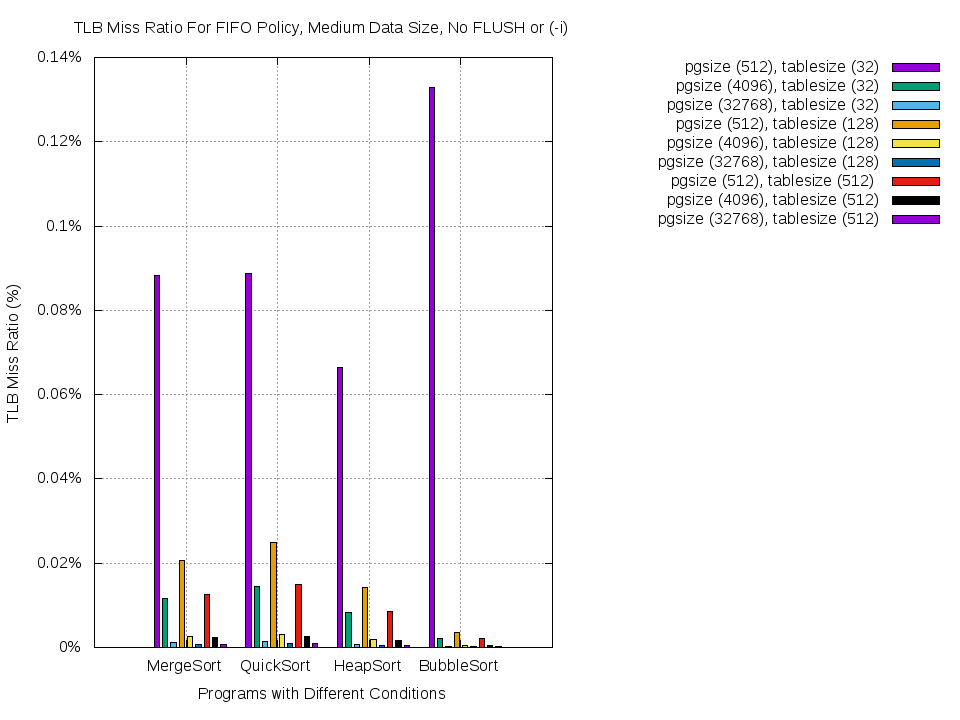 TLB Miss Ratio For FIFO Policy, Medium Data Size, No FLUSH or (-i)
pgsize (512), tablesize (32)
pgsize (4096), tablesize (32)
pgsize (32768), tablesize (32)
pgsize (512), tablesize (128)
pgsize (4096), tablesize (128)
pgsize (32768), tablesize (128)
pgsize (512), tablesize (512)
pgsize (4096), tablesize (512)
pgsize (32768), tablesize (512)
TLB Miss Ratio (%)
0.14%
0.12%
0.1%
0.08%
0.06%
0.04%
0.02%
0%
MergeSort QuickSort HeapSort BubbleSort
Programs with Different Conditions